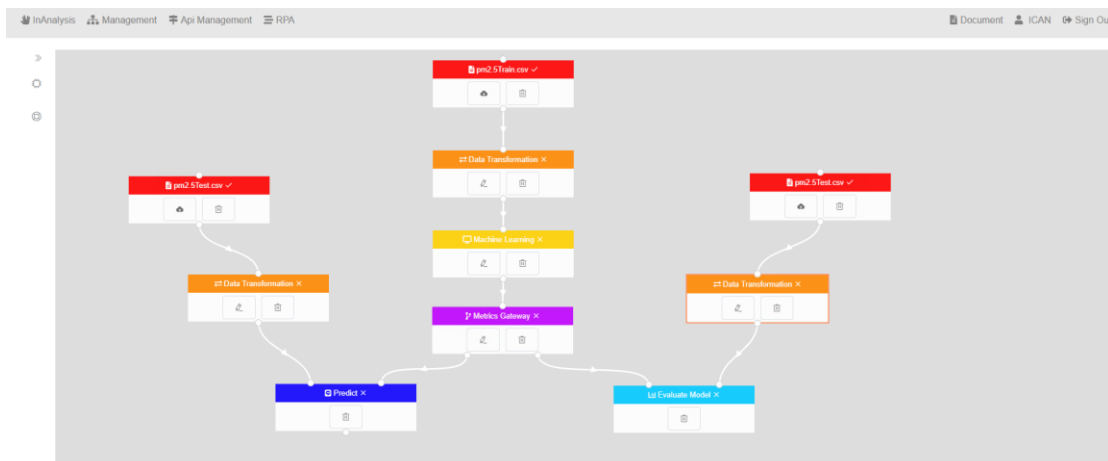 InAnalysis Management Api Management RPA Document ICAN Sign Ou
pm2.5Train.csv
Data Transformation
pm2.5Test.csv
pm2.5Test.csv
Machine Learning
Data Transformation
Data Transformation
Metrics Gateway
Predict
Evaluate Model